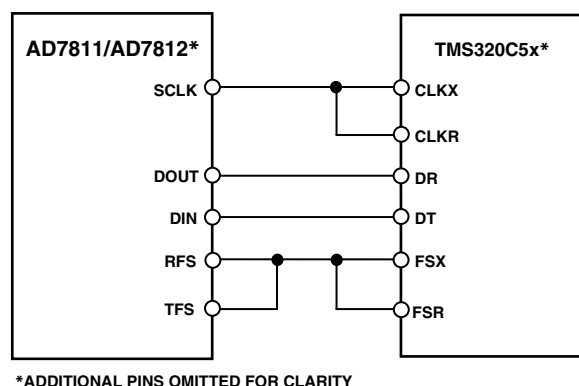 AD7811/AD7812*
TMS320C5x*
SCLK
CLKX
CLKR
DOUT
DR
DIN
DT
RFS
FSX
TFS
FSR
*ADDITIONAL PINS OMITTED FOR CLARITY